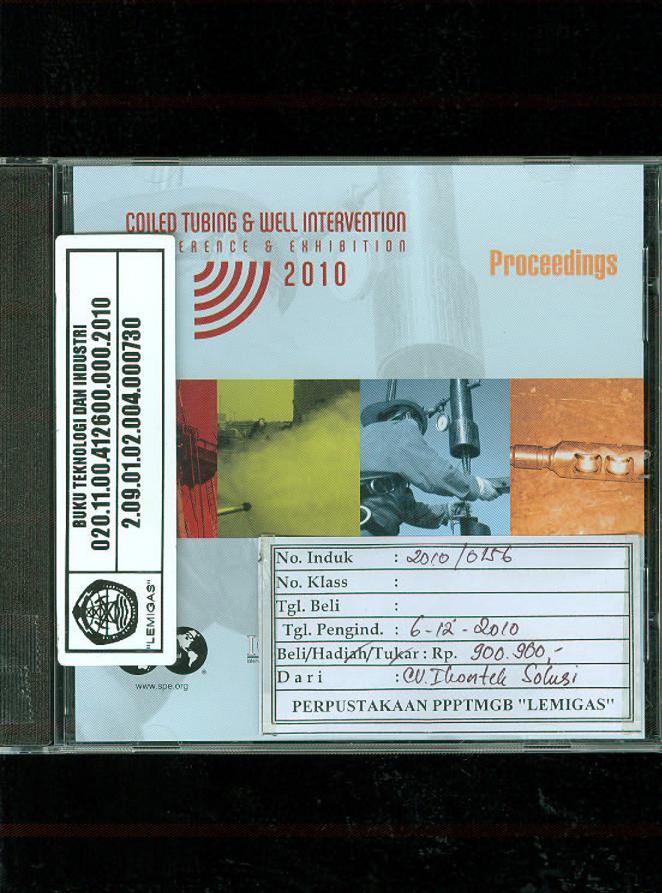 COILED TUBING & WELL INTERVENTION
ERENCE & EXHIBITION
2010
Proceedings
BUKU TEKNOLOGI DAN INDUSTRI
020.11.00.412600.000.2010
2.09.01.02.004.000730
"LEMIGAS"
www.spe.org
No. Induk : 2010/0156
No. Klass :
Tgl. Beli :
Tgl. Pengind. : 6-12-2010
Beli/Hadiah/Tukar : Rp. 900.900,-
Dari : CV. Ikontek Solusi
PERPUSTAKAAN PPPTMGB "LEMIGAS"